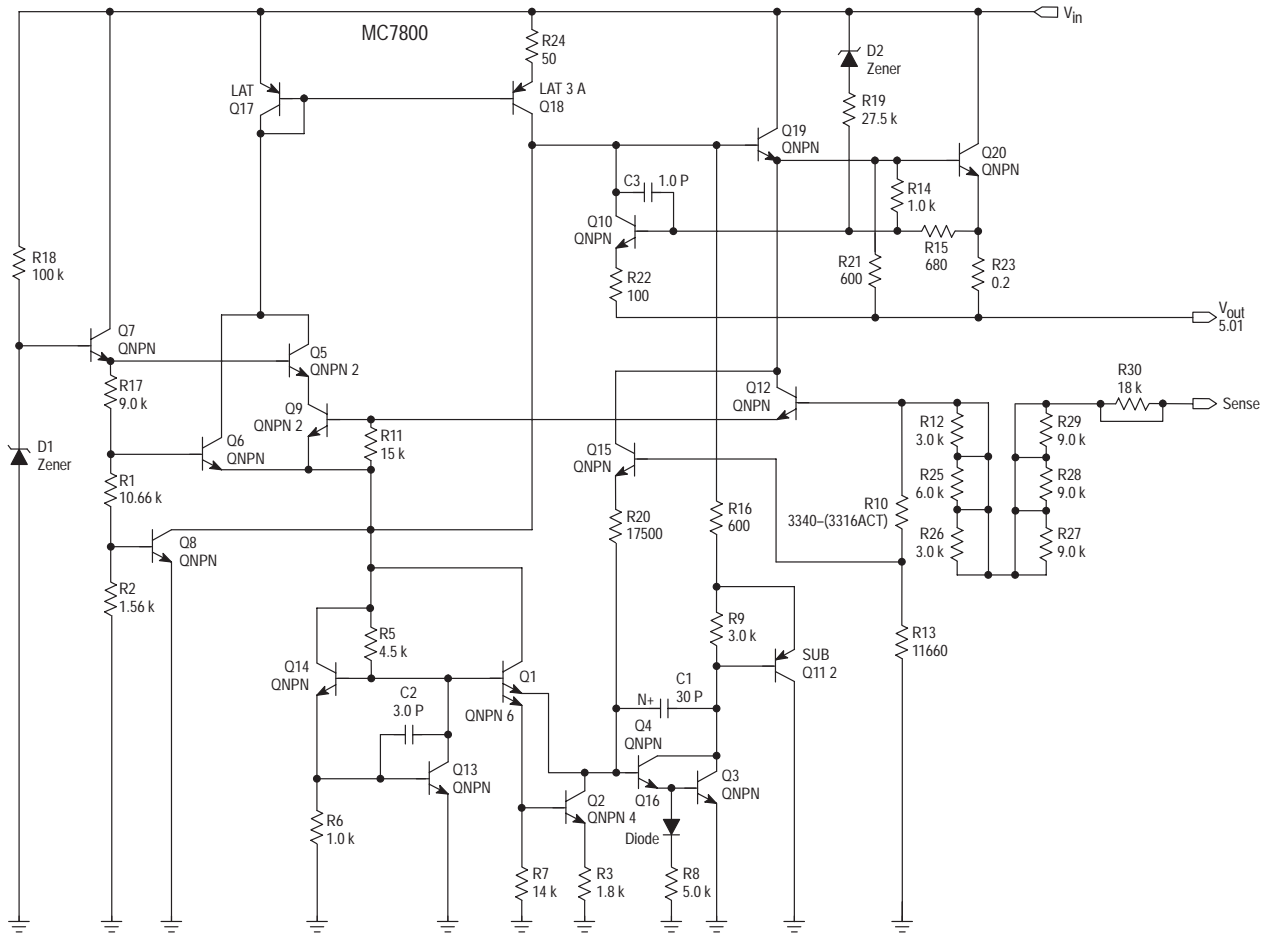 MC7800
Vin
R24
50
D2
Zener
LAT
Q17
LAT 3 A
Q18
R19
27.5 k
Q19
QNPN
Q20
QNPN
C3
1.0 P
R14
1.0 k
Q10
QNPN
R18
100 k
R15
680
R21
600
R23
0.2
R22
100
Vout
5.01
Q7
QNPN
Q5
QNPN 2
R17
9.0 k
Q12
QNPN
R30
18 k
Sense
Q9
QNPN 2
R11
15 k
R12
3.0 k
R29
9.0 k
D1
Zener
Q6
QNPN
Q15
QNPN
R1
10.66 k
R25
6.0 k
R28
9.0 k
R20
17500
R16
600
R10
3340–(3316ACT)
R26
3.0 k
R27
9.0 k
Q8
QNPN
R2
1.56 k
R9
3.0 k
R13
11660
R5
4.5 k
SUB
Q11 2
Q14
QNPN
Q1
QNPN 6
C2
3.0 P
N+
C1
30 P
Q4
QNPN
Q13
QNPN
Q3
QNPN
Q2
QNPN 4
Q16
Diode
R6
1.0 k
R7
14 k
R3
1.8 k
R8
5.0 k